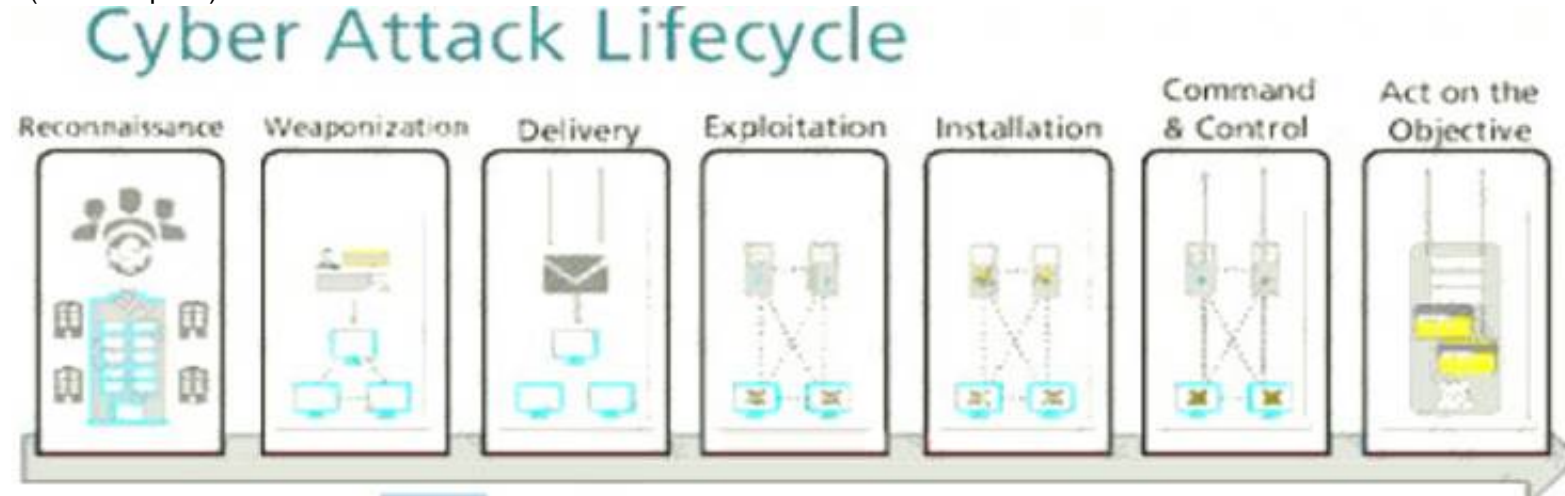 Cyber Attack Lifecycle
Reconnaissance
Weaponization
Delivery
Exploitation
Installation
Command
& Control
Act on the
Objective